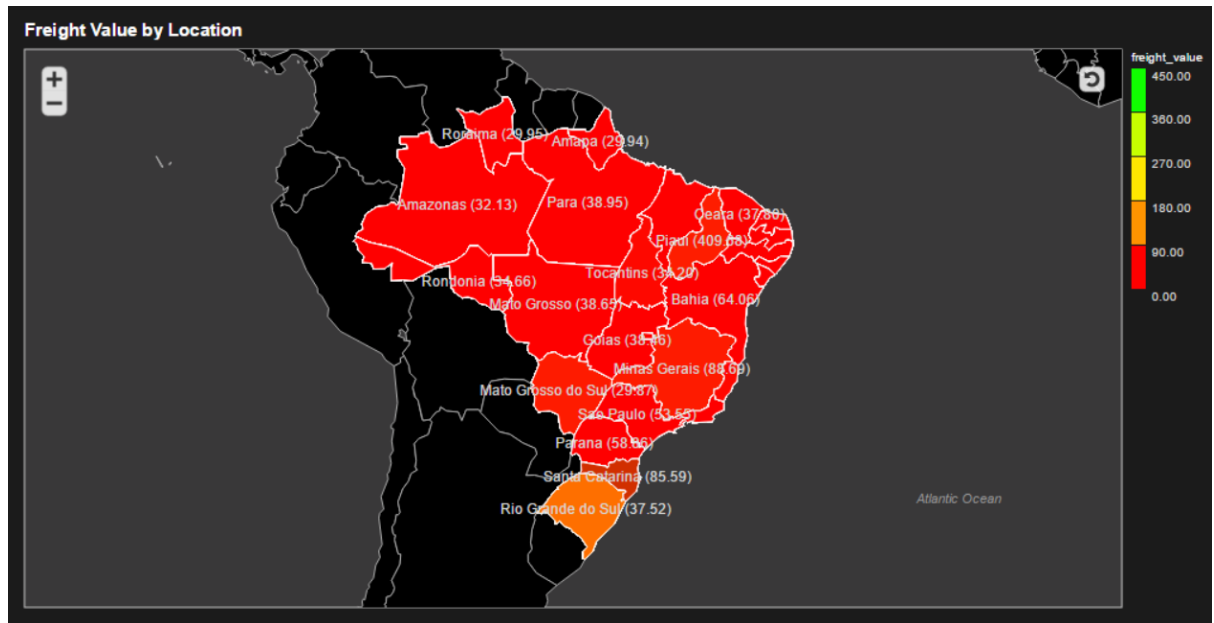 Freight Value by Location
freight_value
+
−
450.00
360.00
270.00
180.00
90.00
0.00
Roraima (29.95)
Amapa (29.94)
Amazonas (32.13)
Para (38.95)
Ceara (37.80)
Piaui (409.68)
Tocantins (34.20)
Rondonia (34.66)
Mato Grosso (38.65)
Bahia (64.06)
Goias (38.46)
Minas Gerais (88.69)
Mato Grosso do Sul (29.87)
Sao Paulo (53.55)
Parana (58.86)
Santa Catarina (85.59)
Rio Grande do Sul (37.52)
Atlantic Ocean